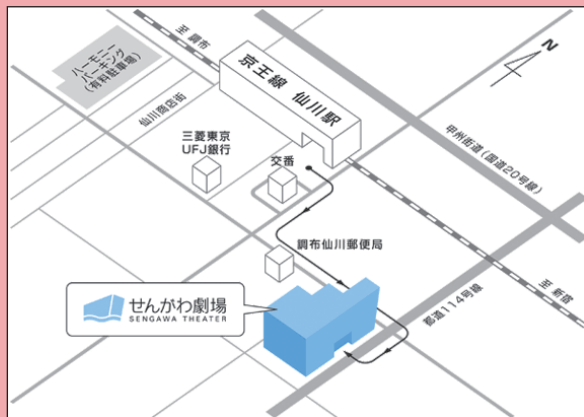 至 調布
ハーモニー
パーキング
(有料駐車場)
仙川商店街
京王線 仙川駅
N
三菱東京
UFJ銀行
交番
甲州街道(国道20号線)
調布仙川郵便局
せんがわ劇場
SENGAWA THEATER
都道114号線
至 新宿